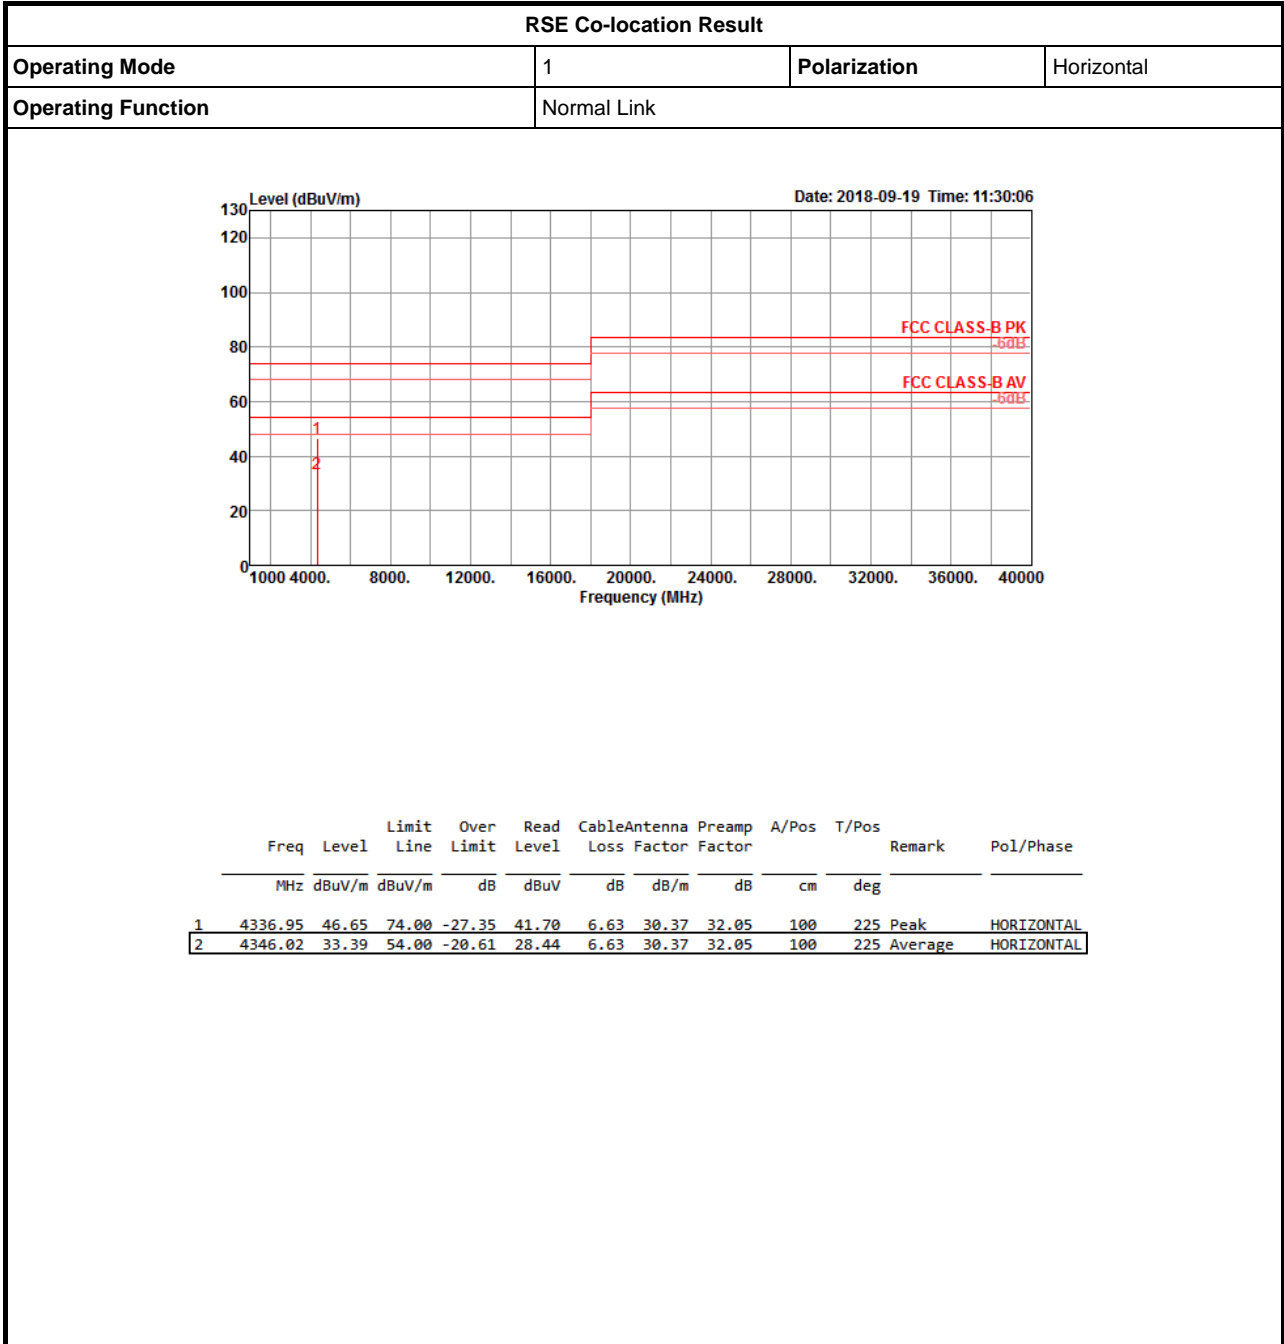 RSE Co-location Result
Operating Mode 1 Polarization Horizontal
Operating Function Normal Link
Level (dBuV/m) Date: 2018-09-19 Time: 11:30:06
130
120
100
FCC CLASS-B PK
80 -6dB
FCC CLASS-B AV
60 -6dB
1
40
2
20
0
1000 4000. 8000. 12000. 16000. 20000. 24000. 28000. 32000. 36000. 40000
Frequency (MHz)
Limit Over Read CableAntenna Preamp A/Pos T/Pos
Freq Level Line Limit Level Loss Factor Factor Remark Pol/Phase
MHz dBuV/m dBuV/m dB dBuV dB dB/m dB cm deg
1 4336.95 46.65 74.00 -27.35 41.70 6.63 30.37 32.05 100 225 Peak HORIZONTAL
2 4346.02 33.39 54.00 -20.61 28.44 6.63 30.37 32.05 100 225 Average HORIZONTAL